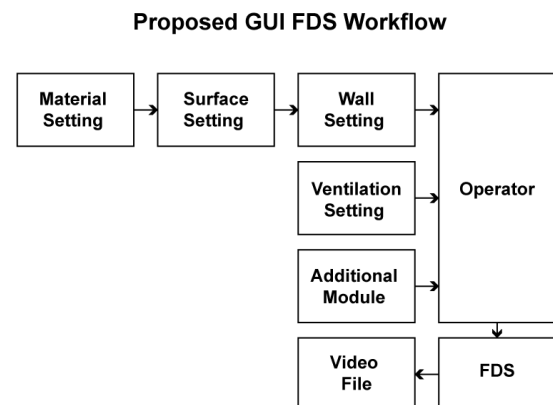 Proposed GUI FDS Workflow
Material
Setting
Surface
Setting
Wall
Setting
Ventilation
Setting
Operator
Additional
Module
Video
File
FDS